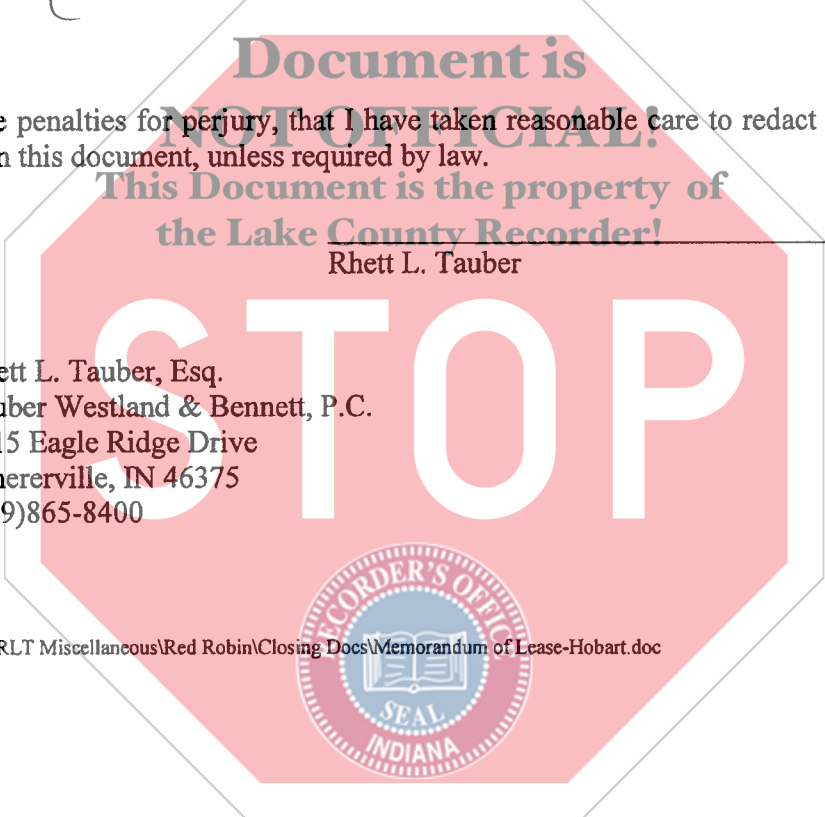 Document is
NOT OFFICIAL!
e penalties for perjury, that I have taken reasonable care to redact
n this document, unless required by law.
This Document is the property of
the Lake County Recorder!
Rhett L. Tauber
STOP
ett L. Tauber, Esq.
uber Westland & Bennett, P.C.
15 Eagle Ridge Drive
hererville, IN 46375
9)865-8400
RECORDER'S OFFIC
RLT Miscellaneous\Red Robin\Closing Docs\Memorandum of Lease-Hobart.doc
SEAL
INDIANA